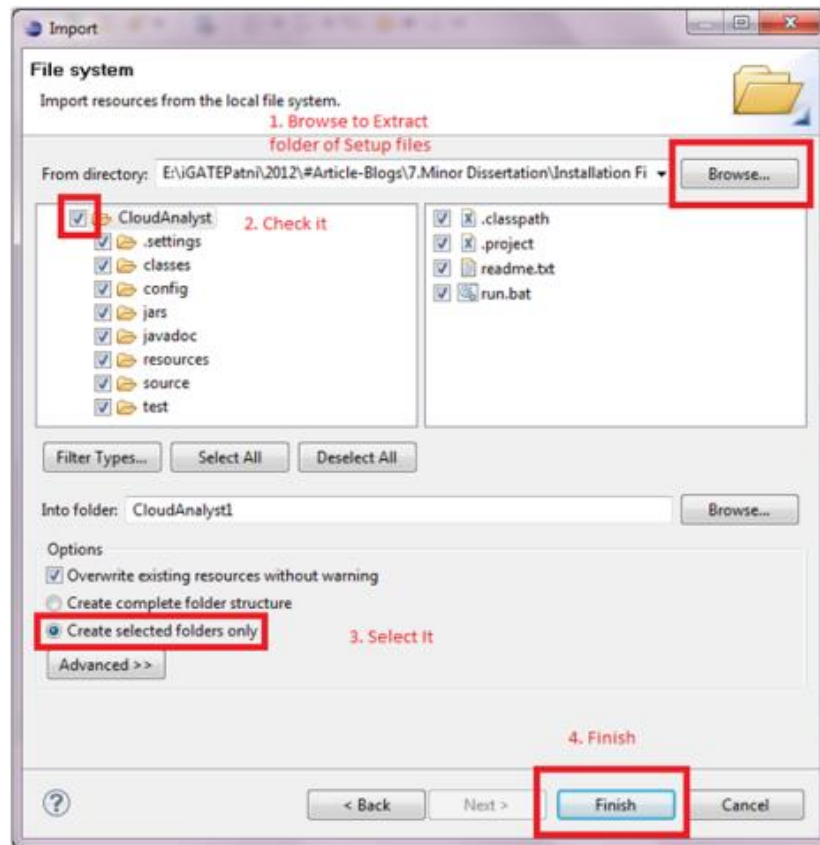 Import
File system
Import resources from the local file system.
1. Browse to Extract
folder of Setup files
From directory: E:\iGATEPatni\2012\#Article-Blogs\7.Minor Dissertation\Installation Fi Browse...
CloudAnalyst
2. Check it
.settings
classes
config
jars
javadoc
resources
source
test
.classpath
.project
readme.txt
run.bat
Filter Types... Select All Deselect All
Into folder: CloudAnalyst1 Browse...
Options
Overwrite existing resources without warning
Create complete folder structure
Create selected folders only
3. Select It
Advanced >>
4. Finish
? < Back Next > Finish Cancel